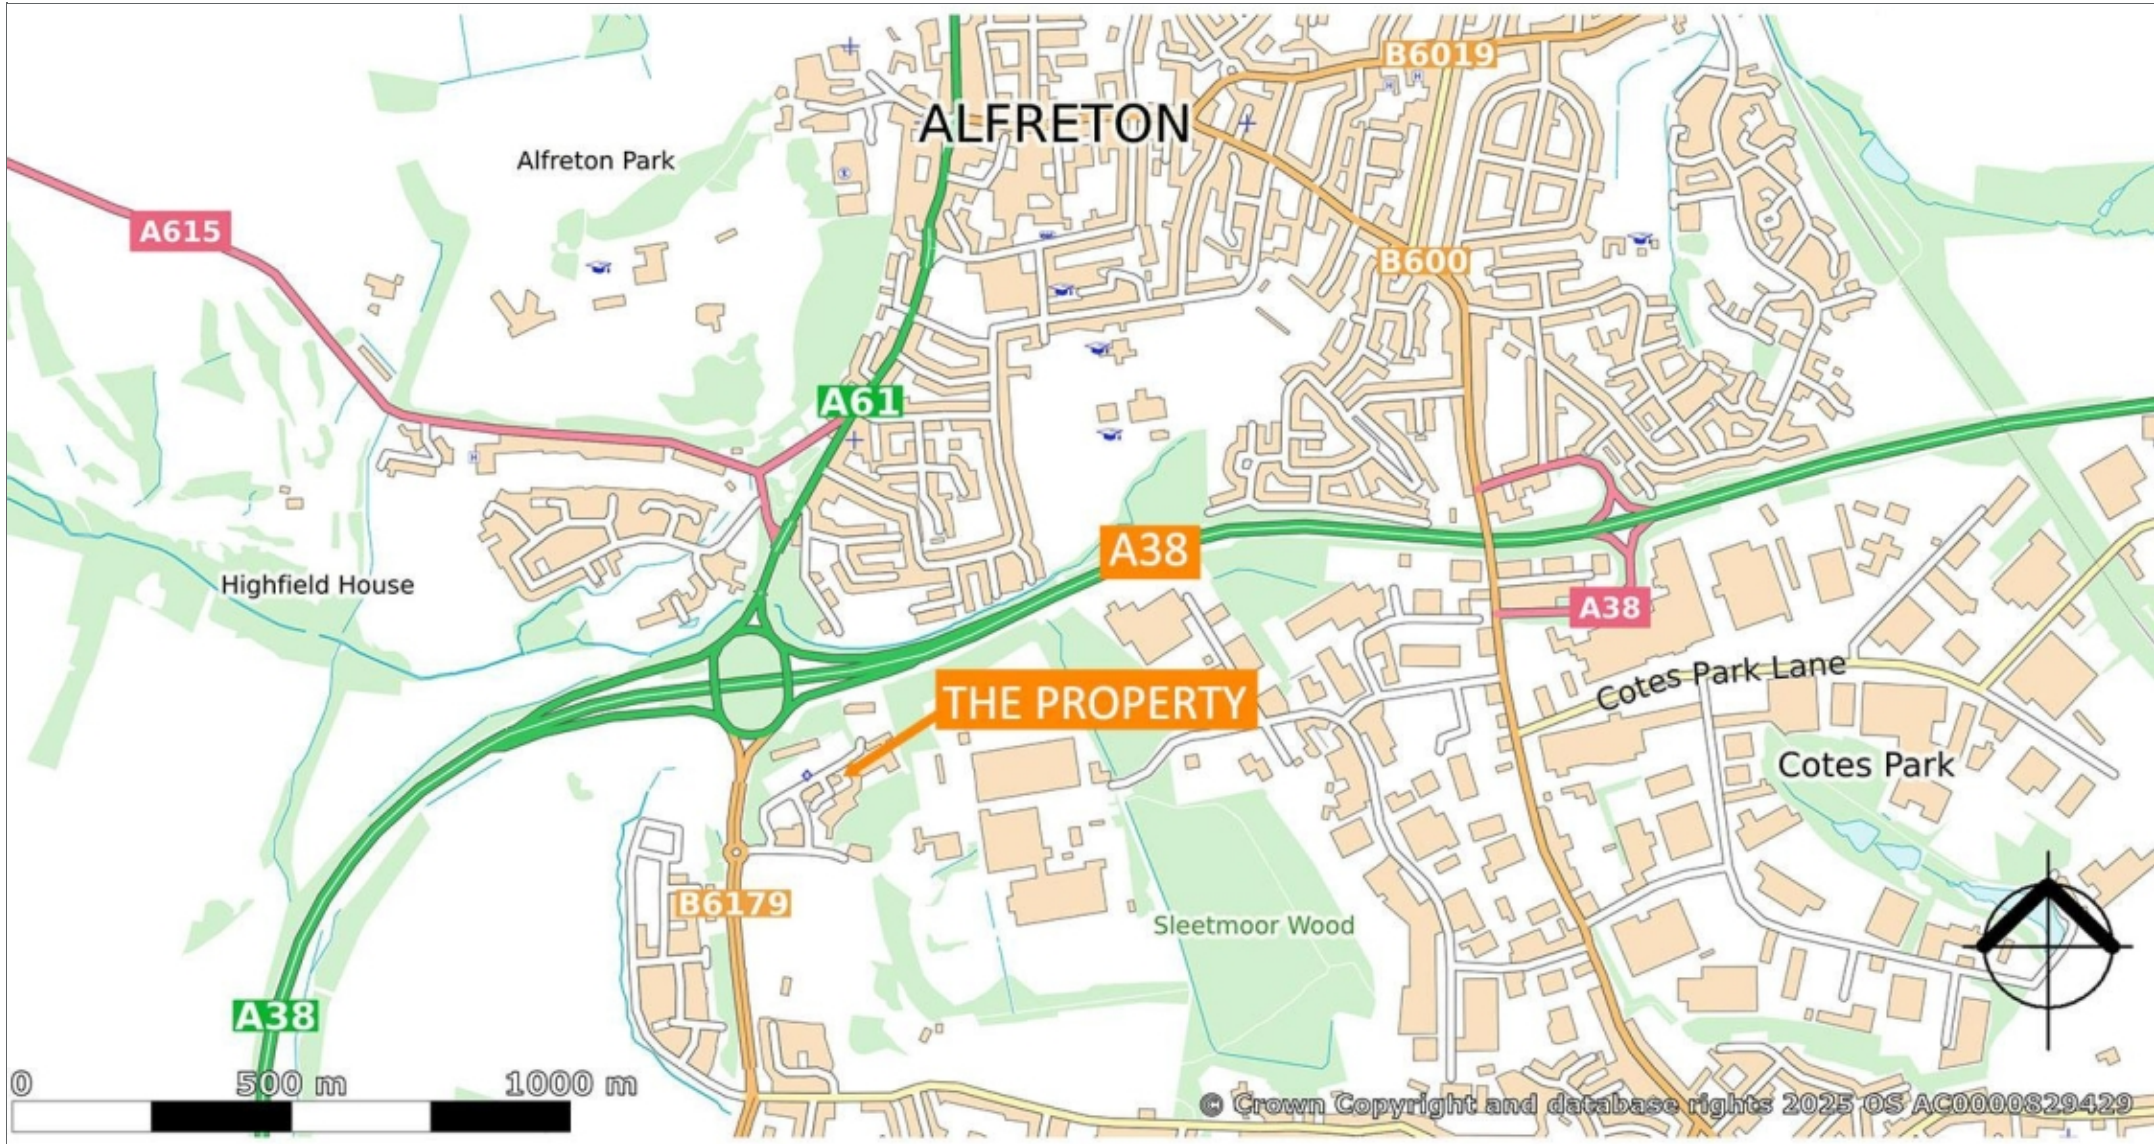 B6019
ALFRETON
Alfreton Park
A615
B600
A61
A38
Highfield House
A38
Cotes Park Lane
THE PROPERTY
Cotes Park
B6179
Sleetmoor Wood
A38
0 500 m 1000 m
© Crown Copyright and database rights 2025 OS AC0000829429